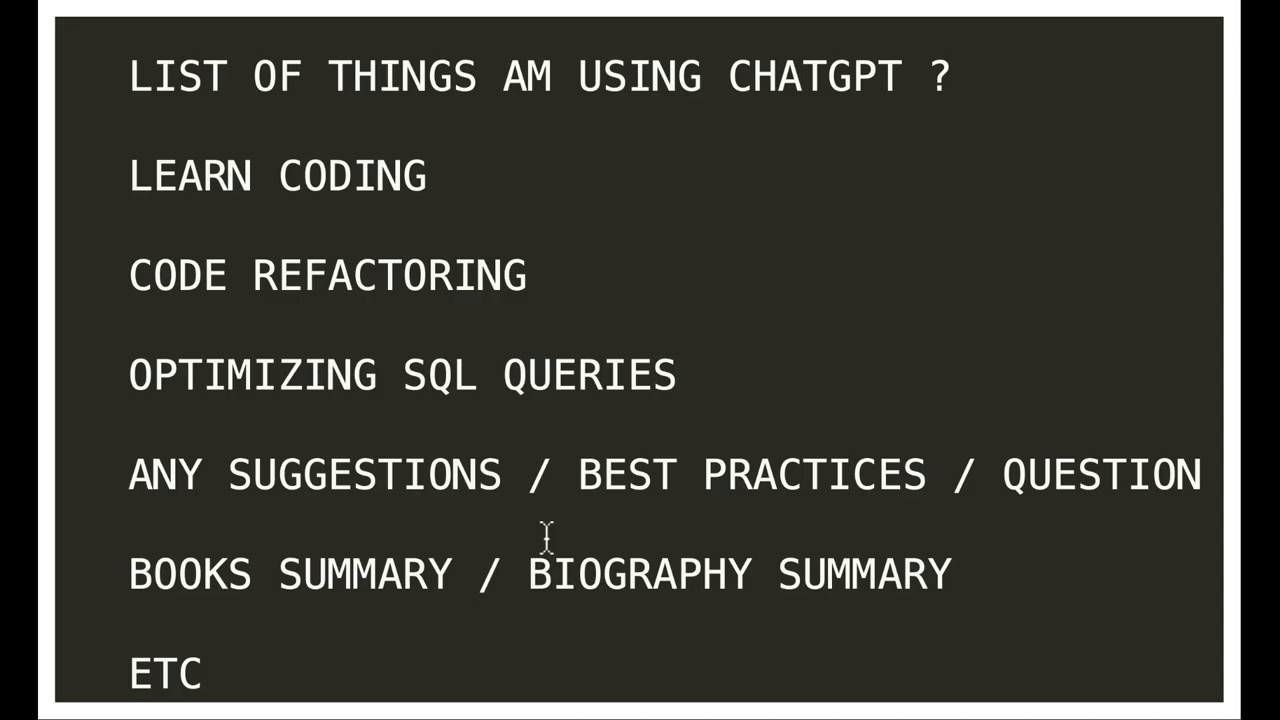 LIST OF THINGS AM USING CHATGPT ?
LEARN CODING
CODE REFACTORING
OPTIMIZING SQL QUERIES
ANY SUGGESTIONS / BEST PRACTICES / QUESTION
BOOKS SUMMARY / BIOGRAPHY SUMMARY
ETC